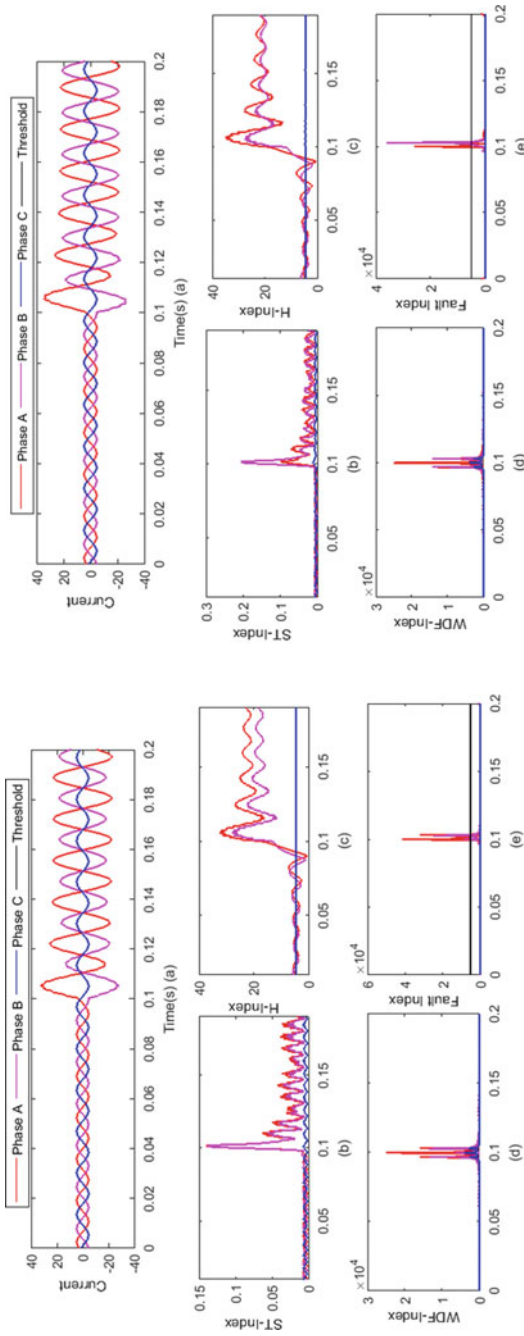 Phase A Phase B Phase C Threshold
40
20
0
-20
-40
Current
0 0.02 0.04 0.06 0.08 0.1 0.12 0.14 0.16 0.18 0.2
Time(s) (a)
0.15
0.1
0.05
0
ST-Index
0.05 0.1 0.15
(b)
40
20
0
H-Index
0.05 0.1 0.15
(c)
×10⁴
3
2
1
0
WDF-Index
0 0.1 0.2
(d)
×10⁴
6
4
2
0
Fault Index
0 0.05 0.1 0.15 0.2
(e)
Phase A Phase B Phase C Threshold
40
20
0
-20
-40
Current
0 0.02 0.04 0.06 0.08 0.1 0.12 0.14 0.16 0.18 0.2
Time(s) (a)
0.3
0.2
0.1
0
ST-Index
0.05 0.1 0.15
(b)
40
20
0
H-Index
0.05 0.1 0.15
(c)
×10⁴
3
2
1
0
WDF-Index
0 0.1 0.2
(d)
×10⁴
4
2
0
Fault Index
0 0.05 0.1 0.15 0.2
(e)